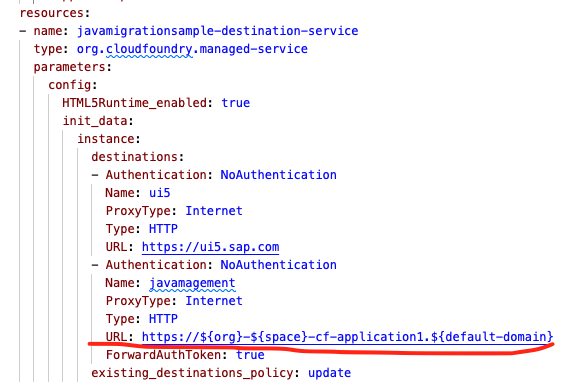 resources:
- name: javamigrationsample-destination-service
type: org.cloudfoundry.managed-service
parameters:
config:
HTML5Runtime_enabled: true
init_data:
instance:
destinations:
- Authentication: NoAuthentication
Name: ui5
ProxyType: Internet
Type: HTTP
URL: https://ui5.sap.com
- Authentication: NoAuthentication
Name: javamagement
ProxyType: Internet
Type: HTTP
URL: https://${org}-${space}-cf-application1.${default-domain}
ForwardAuthToken: true
existing_destinations_policy: update